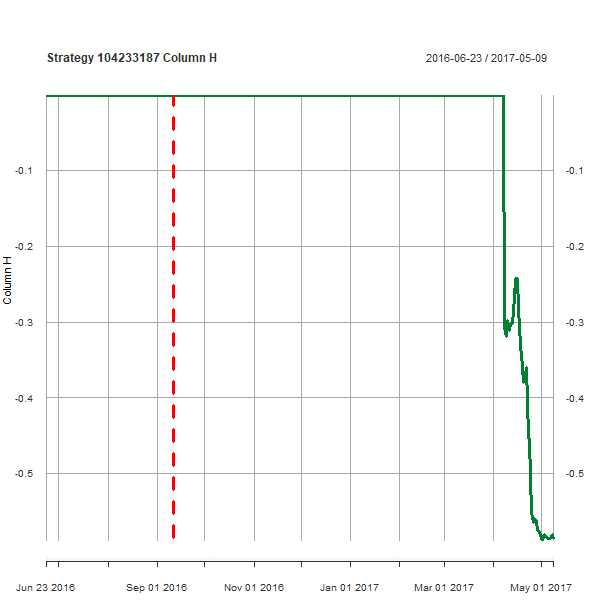 Strategy 104233187 Column H
2016-06-23 / 2017-05-09
-0.1
-0.1
-0.2
-0.2
Column H
-0.3
-0.3
-0.4
-0.4
-0.5
-0.5
Jun 23 2016
Sep 01 2016
Nov 01 2016
Jan 01 2017
Mar 01 2017
May 01 2017